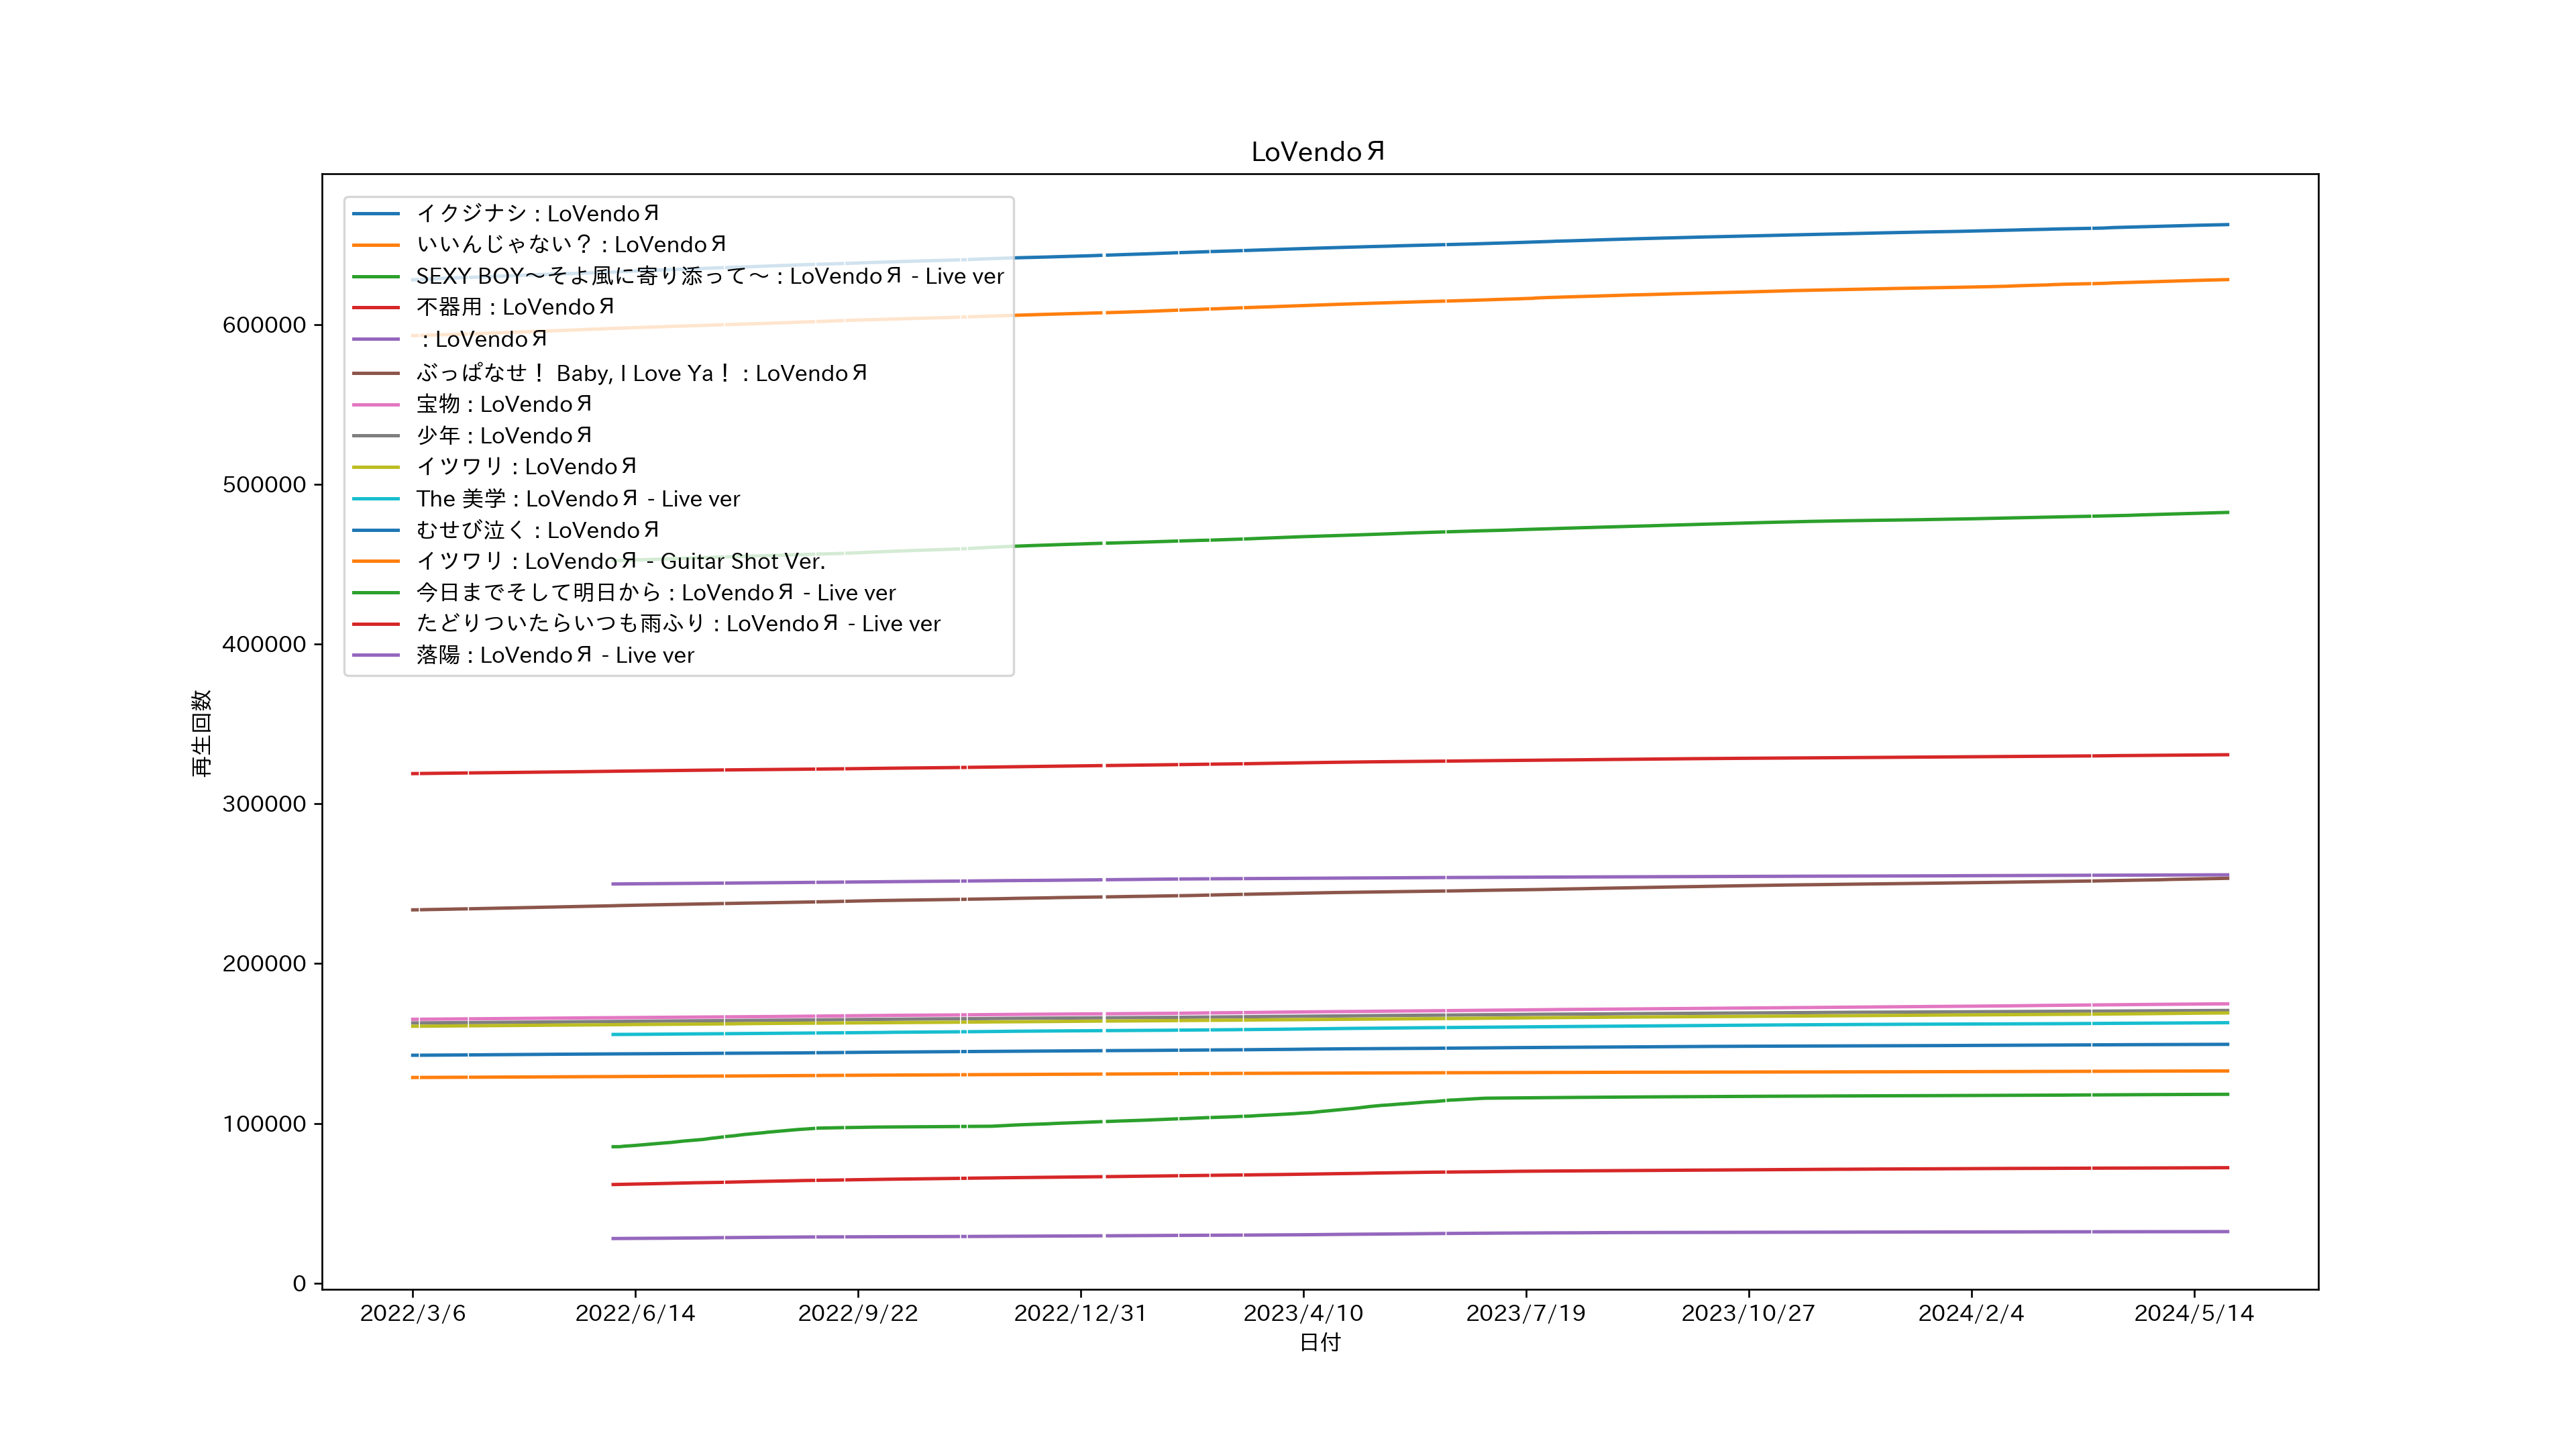 LoVendoЯ
イクジナシ : LoVendoЯ
いいんじゃない？ : LoVendoЯ
SEXY BOY～そよ風に寄り添って～ : LoVendoЯ - Live ver
不器用 : LoVendoЯ
: LoVendoЯ
ぶっぱなせ！ Baby, I Love Ya！ : LoVendoЯ
宝物 : LoVendoЯ
少年 : LoVendoЯ
イツワリ : LoVendoЯ
The 美学 : LoVendoЯ - Live ver
むせび泣く : LoVendoЯ
イツワリ : LoVendoЯ - Guitar Shot Ver.
今日までそして明日から : LoVendoЯ - Live ver
たどりついたらいつも雨ふり : LoVendoЯ - Live ver
落陽 : LoVendoЯ - Live ver
600000
500000
400000
300000
200000
100000
0
再生回数
2022/3/6 2022/6/14 2022/9/22 2022/12/31 2023/4/10 2023/7/19 2023/10/27 2024/2/4 2024/5/14
日付